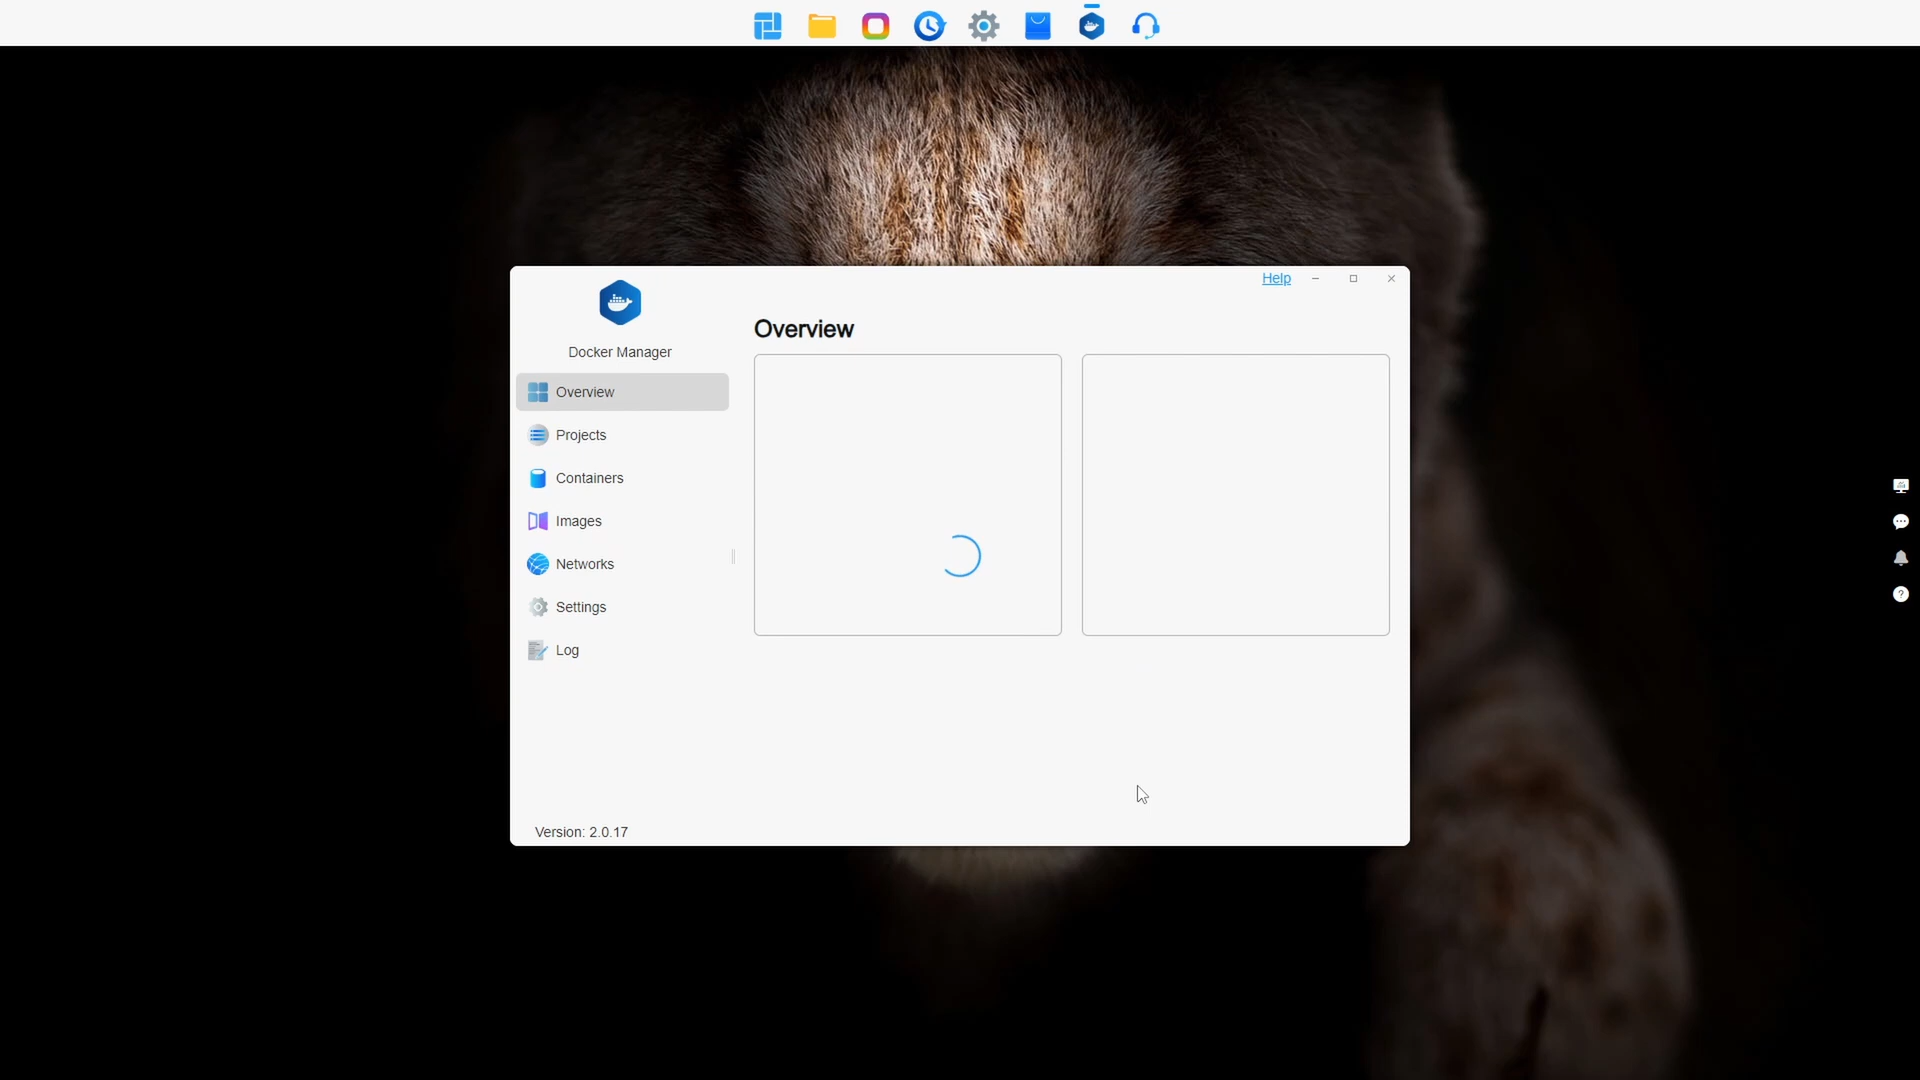 Help
Docker Manager
Overview
Overview
Projects
Containers
Images
Networks
Settings
Log
Version: 2.0.17